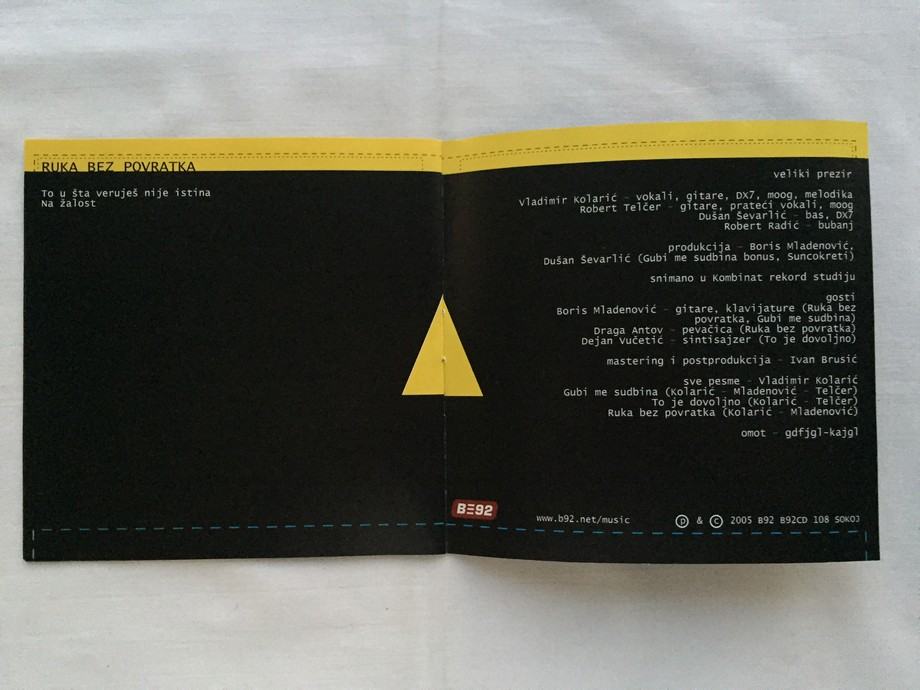 RUKA BEZ POVRATKA
To u šta veruješ nije istina
Na žalost
veliki prezir
Vladimir Kolarić – vokali, gitare, DX7, moog, melodika
Robert Telčer – gitare, prateći vokali, moog
Dušan Ševarlić – bas, DX7
Robert Radić – bubanj
produkcija – Boris Mladenović,
Dušan Ševarlić (Gubi me sudbina bonus, Suncokreti)
snimano u Kombinat rekord studiju
gosti
Boris Mladenović – gitare, klavijature (Ruka bez
povratka, Gubi me sudbina)
Draga Antov – pevačica (Ruka bez povratka)
Dejan Vučetić – sintisajzer (To je dovoljno)
mastering i postprodukcija – Ivan Brusić
sve pesme – Vladimir Kolarić
Gubi me sudbina (Kolarić – Mladenović – Telčer)
To je dovoljno (Kolarić – Telčer)
Ruka bez povratka (Kolarić – Mladenović)
omot – gdfjgl-kajgl
B92
www.b92.net/music
Ⓟ & © 2005 B92 B92CD 108 SOKOJ